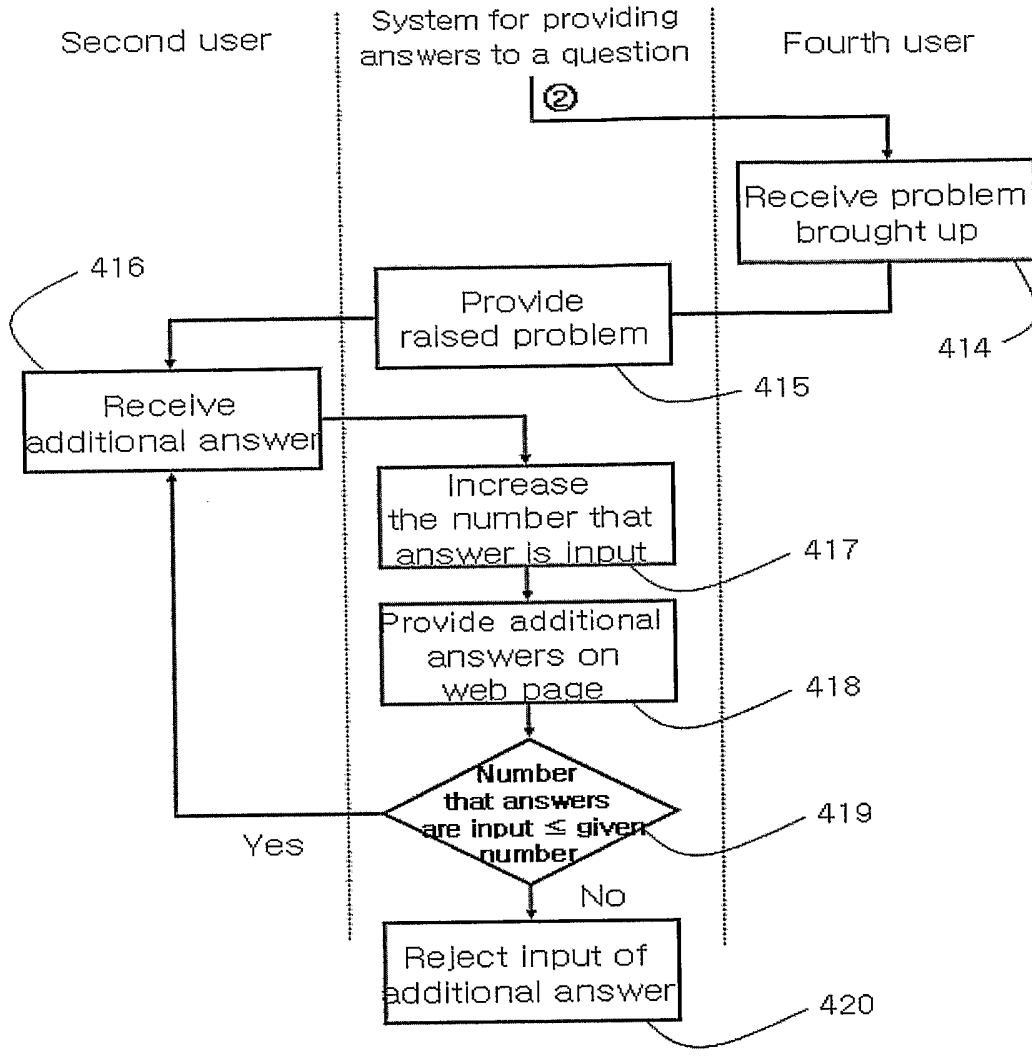 Second user
System for providing
answers to a question
Fourth user
②
Receive problem
brought up
414
416
Provide
raised problem
415
Receive
additional answer
Increase
the number that
answer is input
417
Provide additional
answers on
web page
418
Number
that answers
are input ≤ given
number
419
Yes
No
Reject input of
additional answer
420